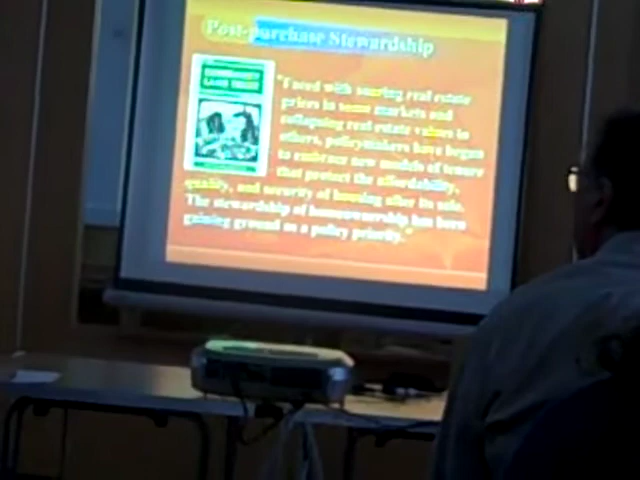 Post-purchase Stewardship
"Faced with soaring real estate
prices in some markets and
collapsing real estate values in
others, policymakers have begun
to embrace new models of tenure
that protect the affordability,
quality, and security of housing after its sale.
The stewardship of homeownership has been
gaining ground as a policy priority."